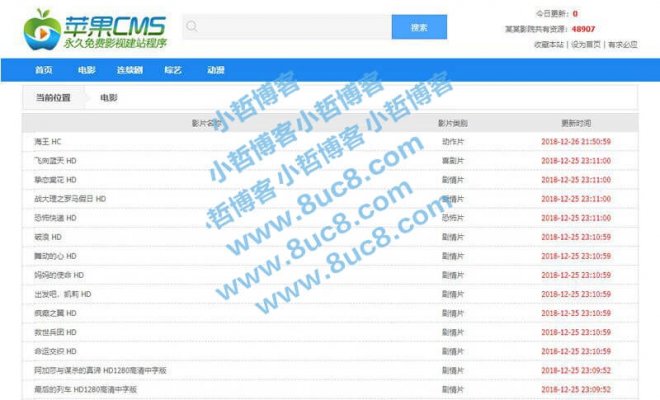 苹果CMS
永久免费影视建站程序
搜索
今日更新：0
某某影院共有资源：48907
收藏本站 | 设为首页 | 有求必应
首页 电影 连续剧 综艺 动漫
当前位置 电影
影片名称 影片类别 更新时间
海王 HC 动作片 2018-12-26 21:50:59
飞向蓝天 HD 喜剧片 2018-12-25 23:11:00
挚恋鸾花 HD 剧情片 2018-12-25 23:11:00
战大理之罗马假日 HD 爱情片 2018-12-25 23:11:00
恐怖快递 HD 恐怖片 2018-12-25 23:11:00
破浪 HD 剧情片 2018-12-25 23:10:59
舞动的心 HD 剧情片 2018-12-25 23:10:59
妈妈的使命 HD 剧情片 2018-12-25 23:10:59
出发吧，凯莉 HD 剧情片 2018-12-25 23:10:59
疯癫之翼 HD 剧情片 2018-12-25 23:10:59
救世兵团 HD 剧情片 2018-12-25 23:10:59
命运交织 HD 剧情片 2018-12-25 23:10:59
阿加莎与谋杀的真谛 HD1280高清中字版 剧情片 2018-12-25 23:09:52
最后的列车 HD1280高清中字版 剧情片 2018-12-25 23:09:52
小哲博客 小哲博客 小哲博客
小哲博客 小哲博客
哲博客 www.8uc8.com
www.8uc8.com
www.8uc8.com